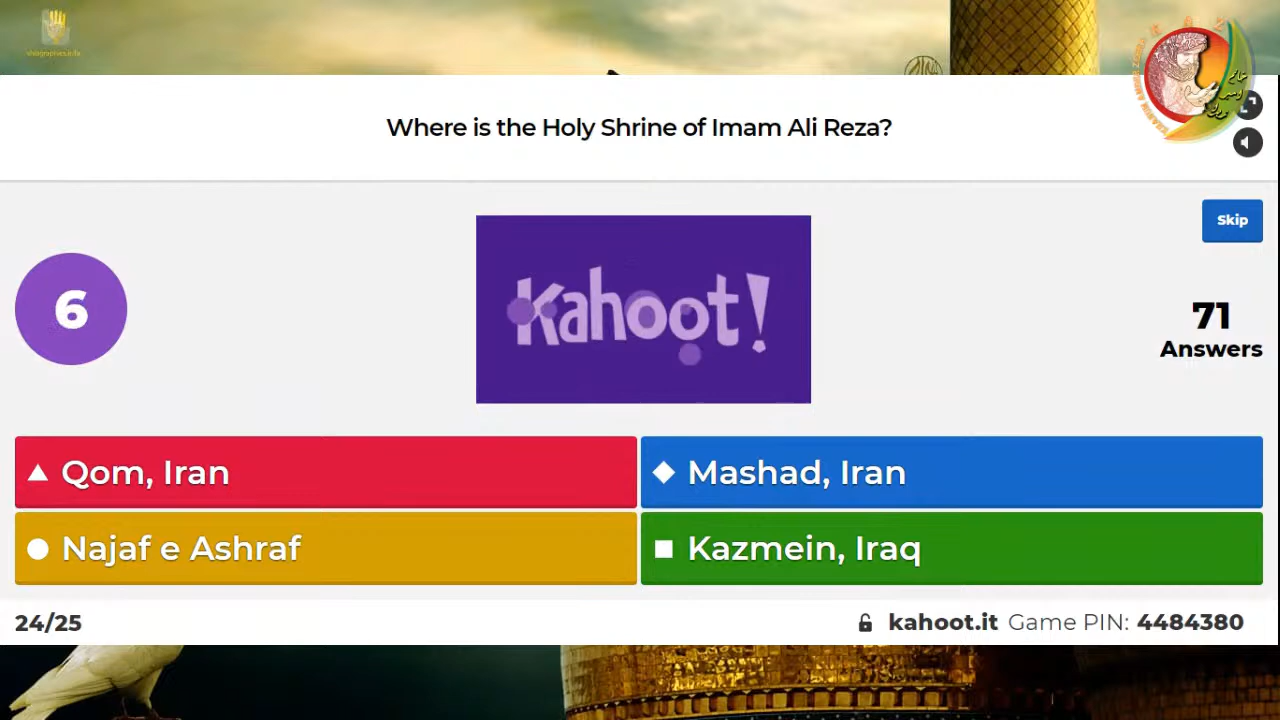 Where is the Holy Shrine of Imam Ali Reza?
Skip
6
Kahoot!
71
Answers
Qom, Iran
Mashad, Iran
Najaf e Ashraf
Kazmein, Iraq
24/25
kahoot.it Game PIN: 4484380